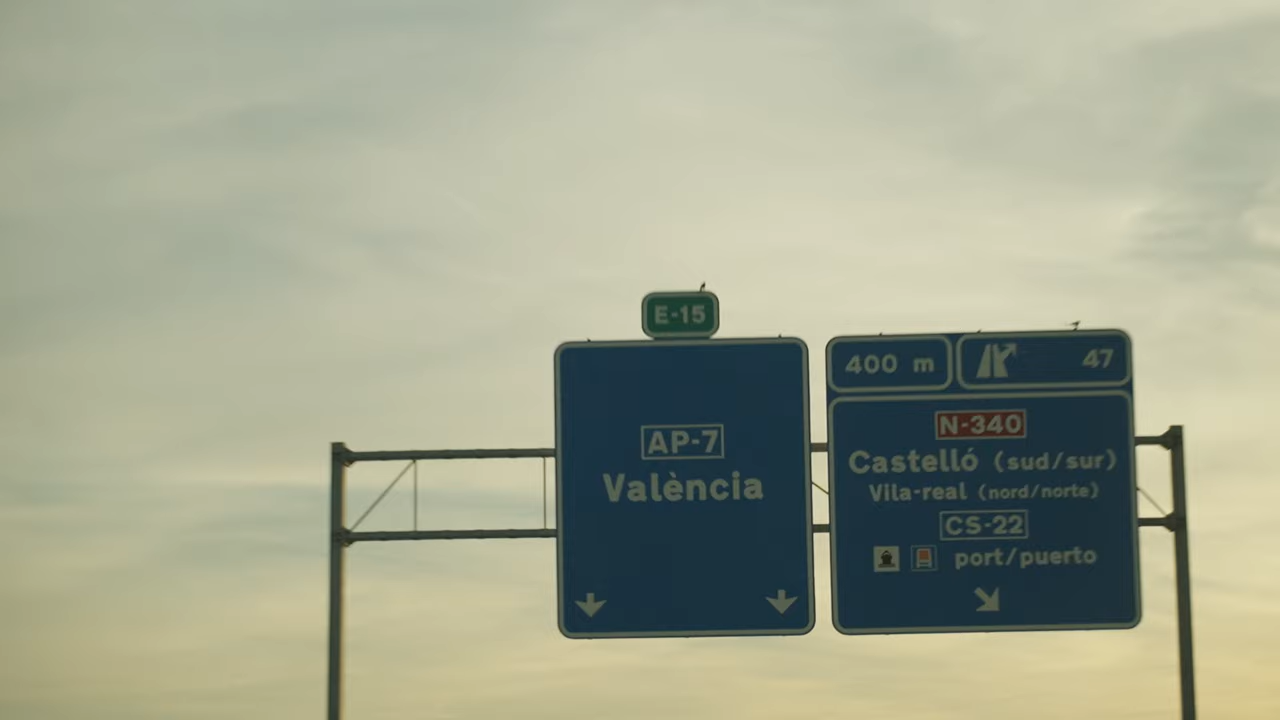 E-15
AP-7
València
400 m
47
N-340
Castelló (sud/sur)
Vila-real (nord/norte)
CS-22
port/puerto